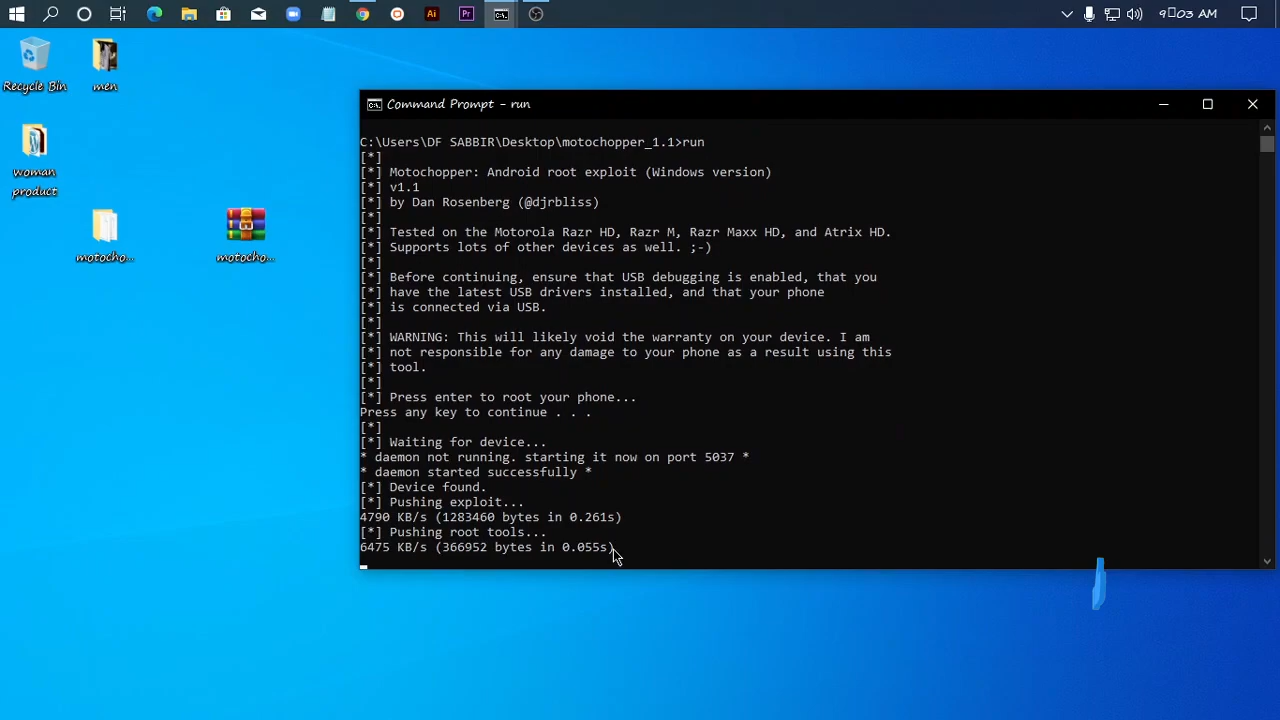 9:03 AM
Recycle Bin
men
woman
product
motocho...
motocho...
Command Prompt - run
C:\Users\DF SABBIR\Desktop\motochopper_1.1>run
[*]
[*] Motochopper: Android root exploit (Windows version)
[*] v1.1
[*] by Dan Rosenberg (@djrbliss)
[*]
[*] Tested on the Motorola Razr HD, Razr M, Razr Maxx HD, and Atrix HD.
[*] Supports lots of other devices as well. ;-)
[*]
[*] Before continuing, ensure that USB debugging is enabled, that you
[*] have the latest USB drivers installed, and that your phone
[*] is connected via USB.
[*]
[*] WARNING: This will likely void the warranty on your device. I am
[*] not responsible for any damage to your phone as a result using this
[*] tool.
[*]
[*] Press enter to root your phone...
Press any key to continue . . .
[*]
[*] Waiting for device...
* daemon not running. starting it now on port 5037 *
* daemon started successfully *
[*] Device found.
[*] Pushing exploit...
4790 KB/s (1283460 bytes in 0.261s)
[*] Pushing root tools...
6475 KB/s (366952 bytes in 0.055s)